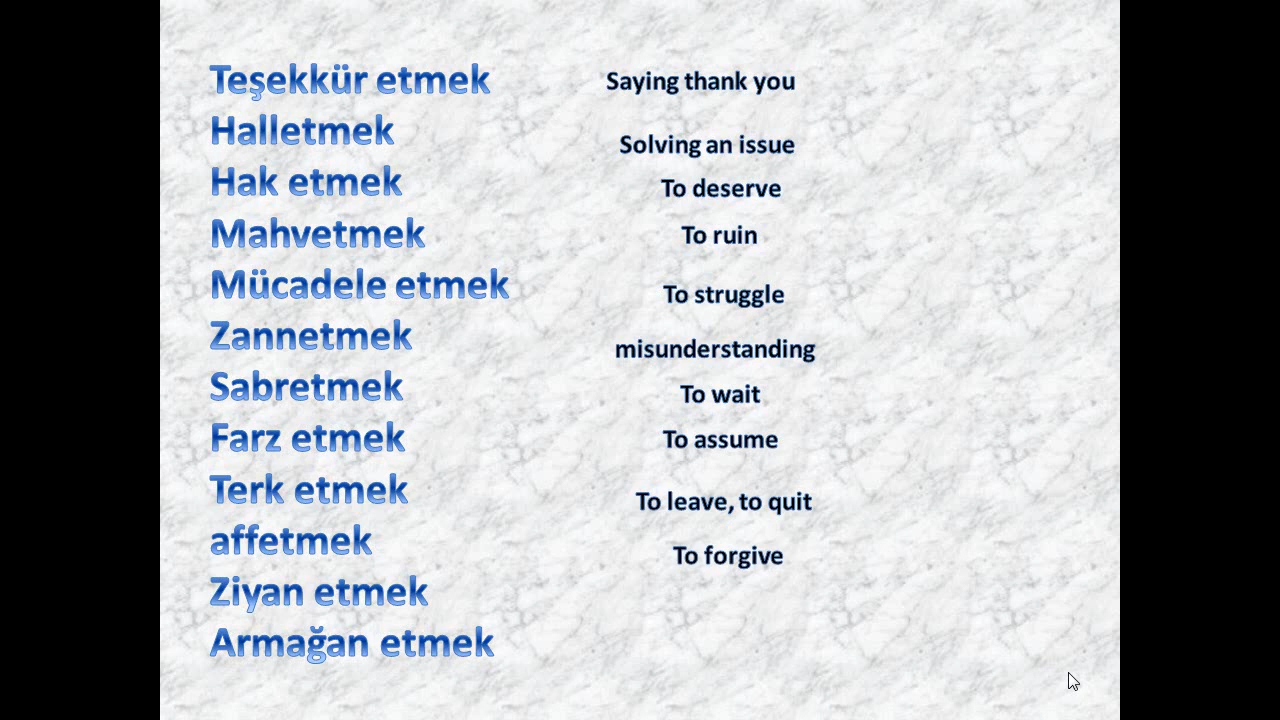 Teşekkür etmek Saying thank you
Halletmek Solving an issue
Hak etmek To deserve
Mahvetmek To ruin
Mücadele etmek To struggle
Zannetmek misunderstanding
Sabretmek To wait
Farz etmek To assume
Terk etmek To leave, to quit
affetmek To forgive
Ziyan etmek
Armağan etmek